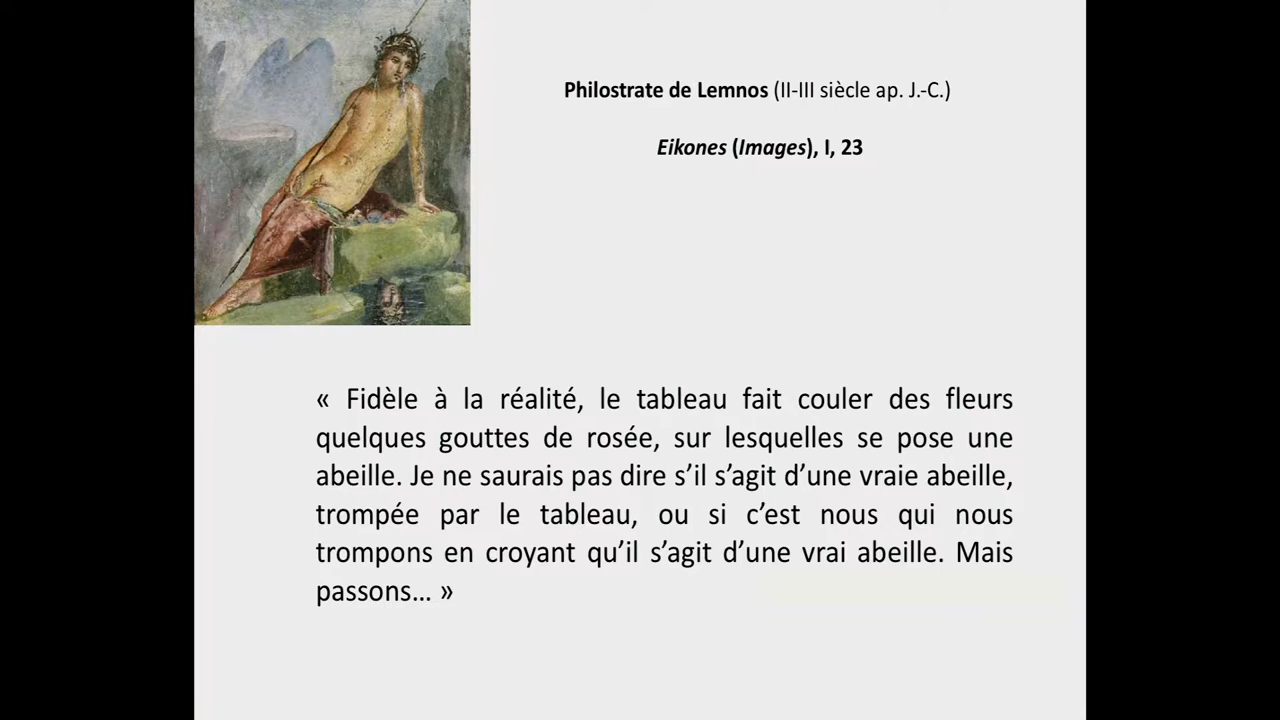 Philostrate de Lemnos (II-III siècle ap. J.-C.)
Eikones (Images), I, 23
« Fidèle à la réalité, le tableau fait couler des fleurs
quelques gouttes de rosée, sur lesquelles se pose une
abeille. Je ne saurais pas dire s’il s’agit d’une vraie abeille,
trompée par le tableau, ou si c’est nous qui nous
trompons en croyant qu’il s’agit d’une vrai abeille. Mais
passons… »